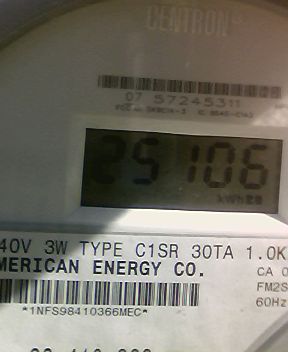 CENTRON
07 57245311
25106
kWh
40V 3W TYPE C1SR 30TA 1.0K
MERICAN ENERGY CO.
CA 0
FM2S
60Hz
*1NFS98410366MEC*